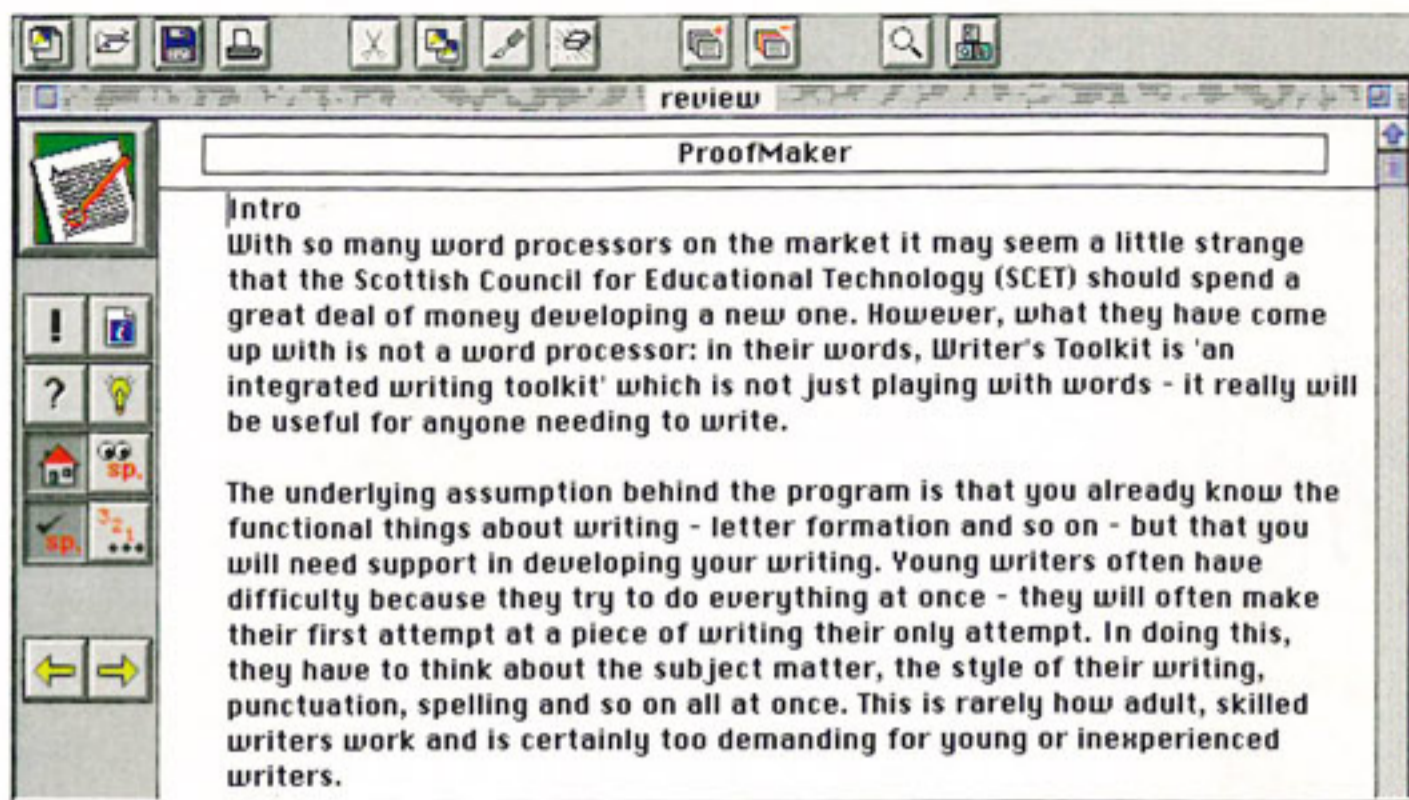 review
ProofMaker
Intro
With so many word processors on the market it may seem a little strange
that the Scottish Council for Educational Technology (SCET) should spend a
great deal of money developing a new one. However, what they have come
up with is not a word processor: in their words, Writer's Toolkit is 'an
integrated writing toolkit' which is not just playing with words - it really will
be useful for anyone needing to write.
The underlying assumption behind the program is that you already know the
functional things about writing - letter formation and so on - but that you
will need support in developing your writing. Young writers often have
difficulty because they try to do everything at once - they will often make
their first attempt at a piece of writing their only attempt. In doing this,
they have to think about the subject matter, the style of their writing,
punctuation, spelling and so on all at once. This is rarely how adult, skilled
writers work and is certainly too demanding for young or inexperienced
writers.
! i
?
sp.
sp. 321...